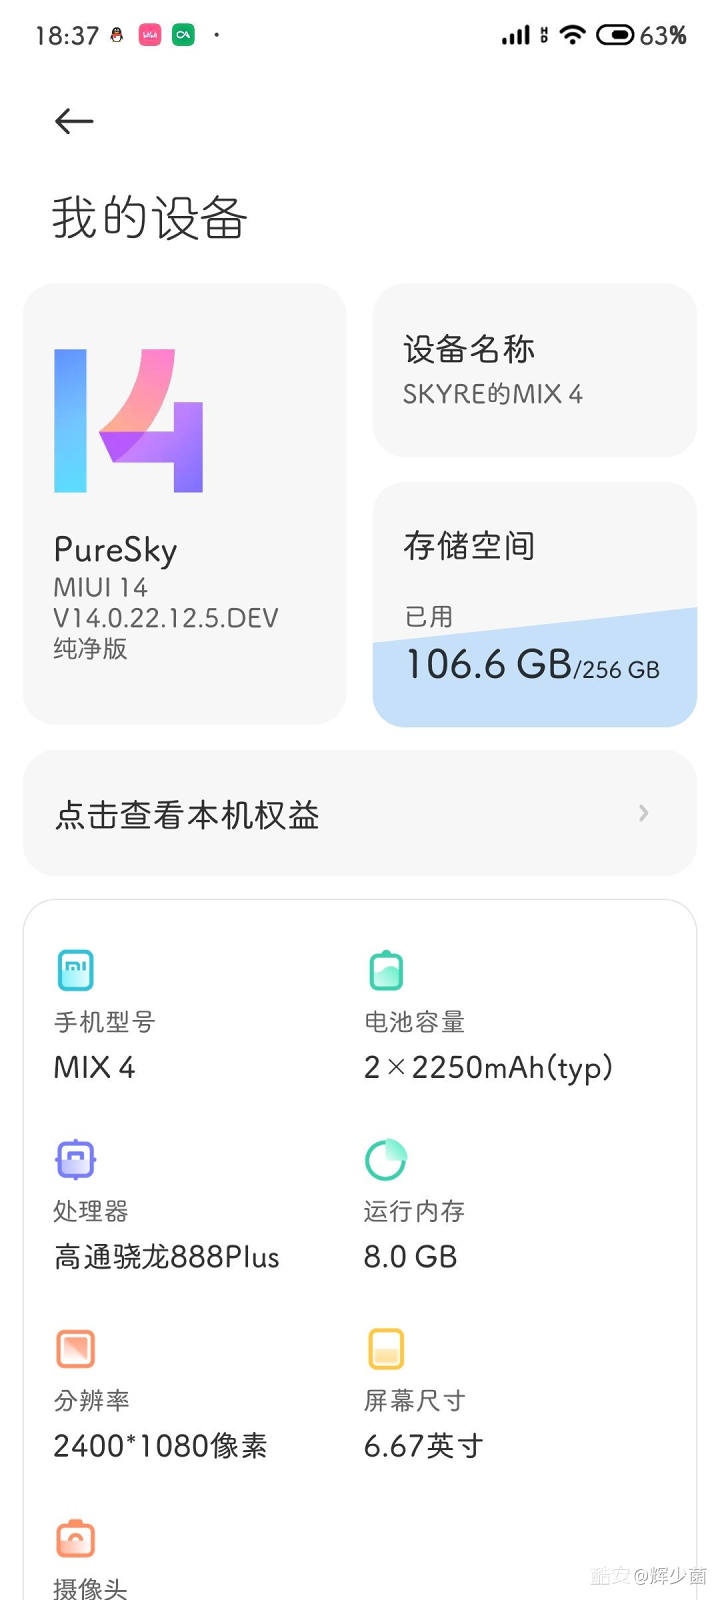 18:37
63%
我的设备
PureSky
MIUI 14
V14.0.22.12.5.DEV
纯净版
设备名称
SKYRE的MIX 4
存储空间
已用
106.6 GB/256 GB
点击查看本机权益
手机型号
MIX 4
电池容量
2×2250mAh(typ)
处理器
高通骁龙888Plus
运行内存
8.0 GB
分辨率
2400*1080像素
屏幕尺寸
6.67英寸
摄像头
酷安@辉少菌